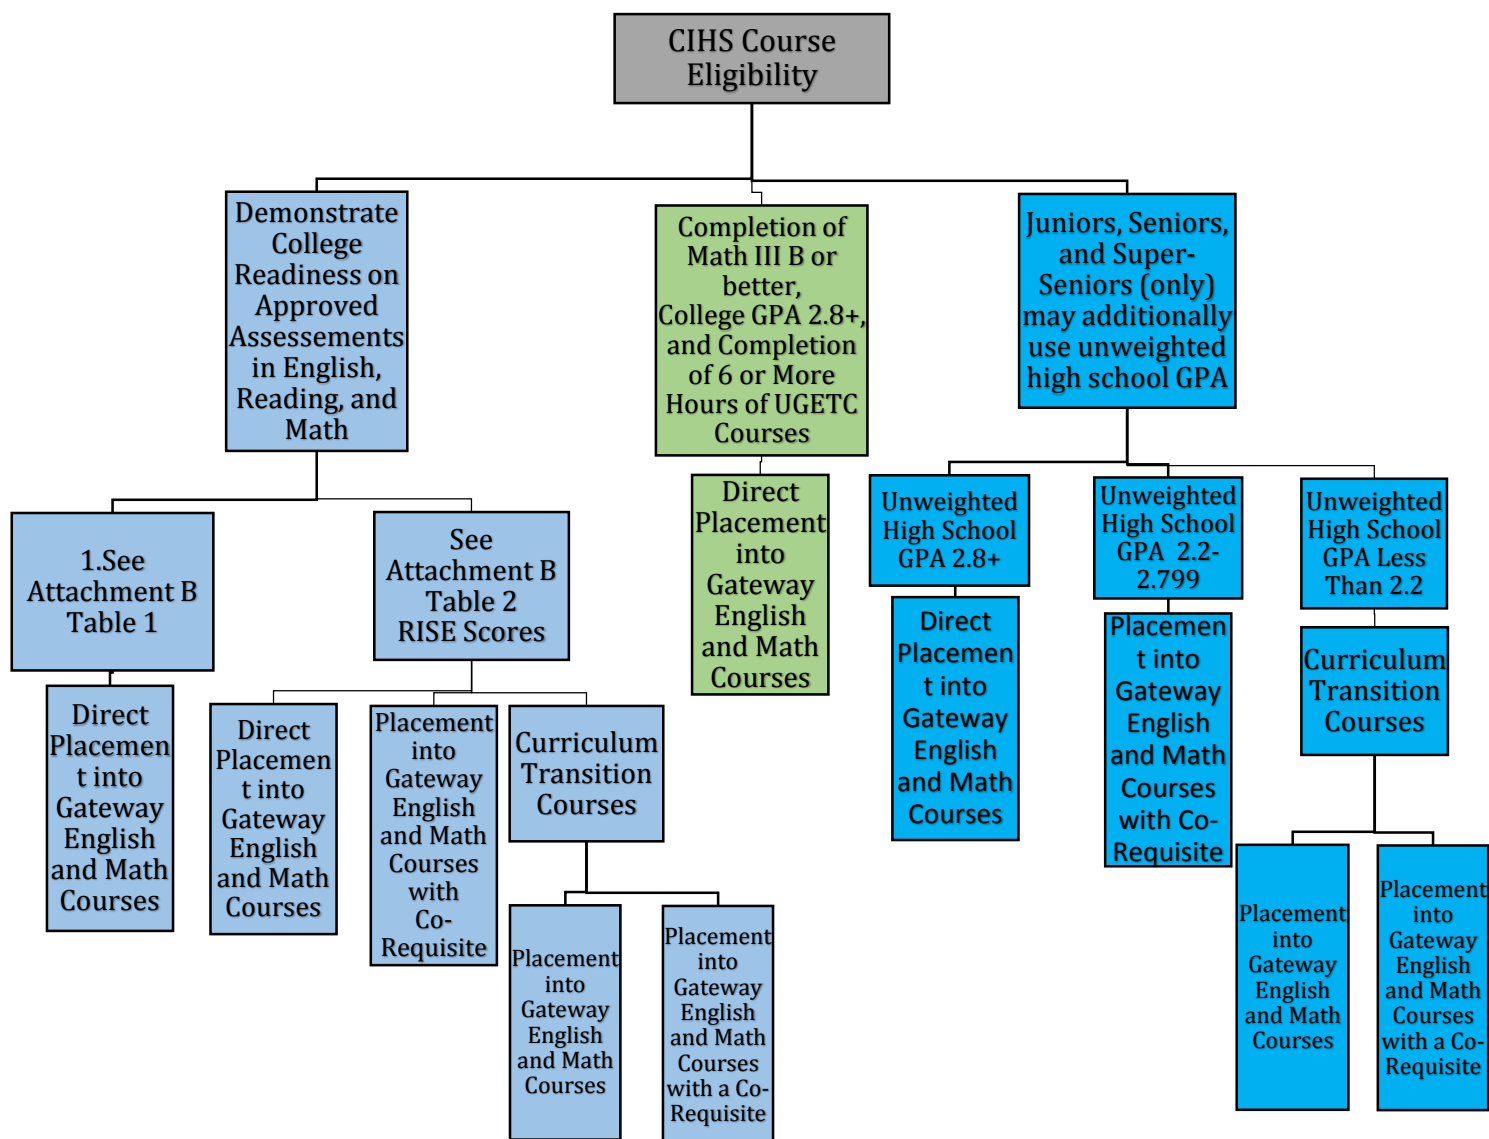 CIHS Course
Eligibility
Demonstrate
College
Readiness on
Approved
Assessements
in English,
Reading, and
Math
Completion of
Math III B or
better,
College GPA 2.8+,
and Completion
of 6 or More
Hours of UGETC
Courses
Juniors, Seniors,
and Super-
Seniors (only)
may additionally
use unweighted
high school GPA
1.See
Attachment B
Table 1
See
Attachment B
Table 2
RISE Scores
Direct
Placement
into
Gateway
English
and Math
Courses
Unweighted
High School
GPA 2.8+
Unweighted
High School
GPA 2.2-
2.799
Unweighted
High School
GPA Less
Than 2.2
Direct
Placemen
t into
Gateway
English
and Math
Courses
Direct
Placemen
t into
Gateway
English
and Math
Courses
Placement
into
Gateway
English
and Math
Courses
with
Co-
Requisite
Curriculum
Transition
Courses
Placement
into
Gateway
English
and Math
Courses
Placement
into
Gateway
English
and Math
Courses
with a Co-
Requisite
Direct
Placemen
t into
Gateway
English
and Math
Courses
Placemen
t into
Gateway
English
and Math
Courses
with Co-
Requisite
Curriculum
Transition
Courses
Placement
into
Gateway
English
and Math
Courses
Placement
into
Gateway
English
and Math
Courses
with a Co-
Requisite